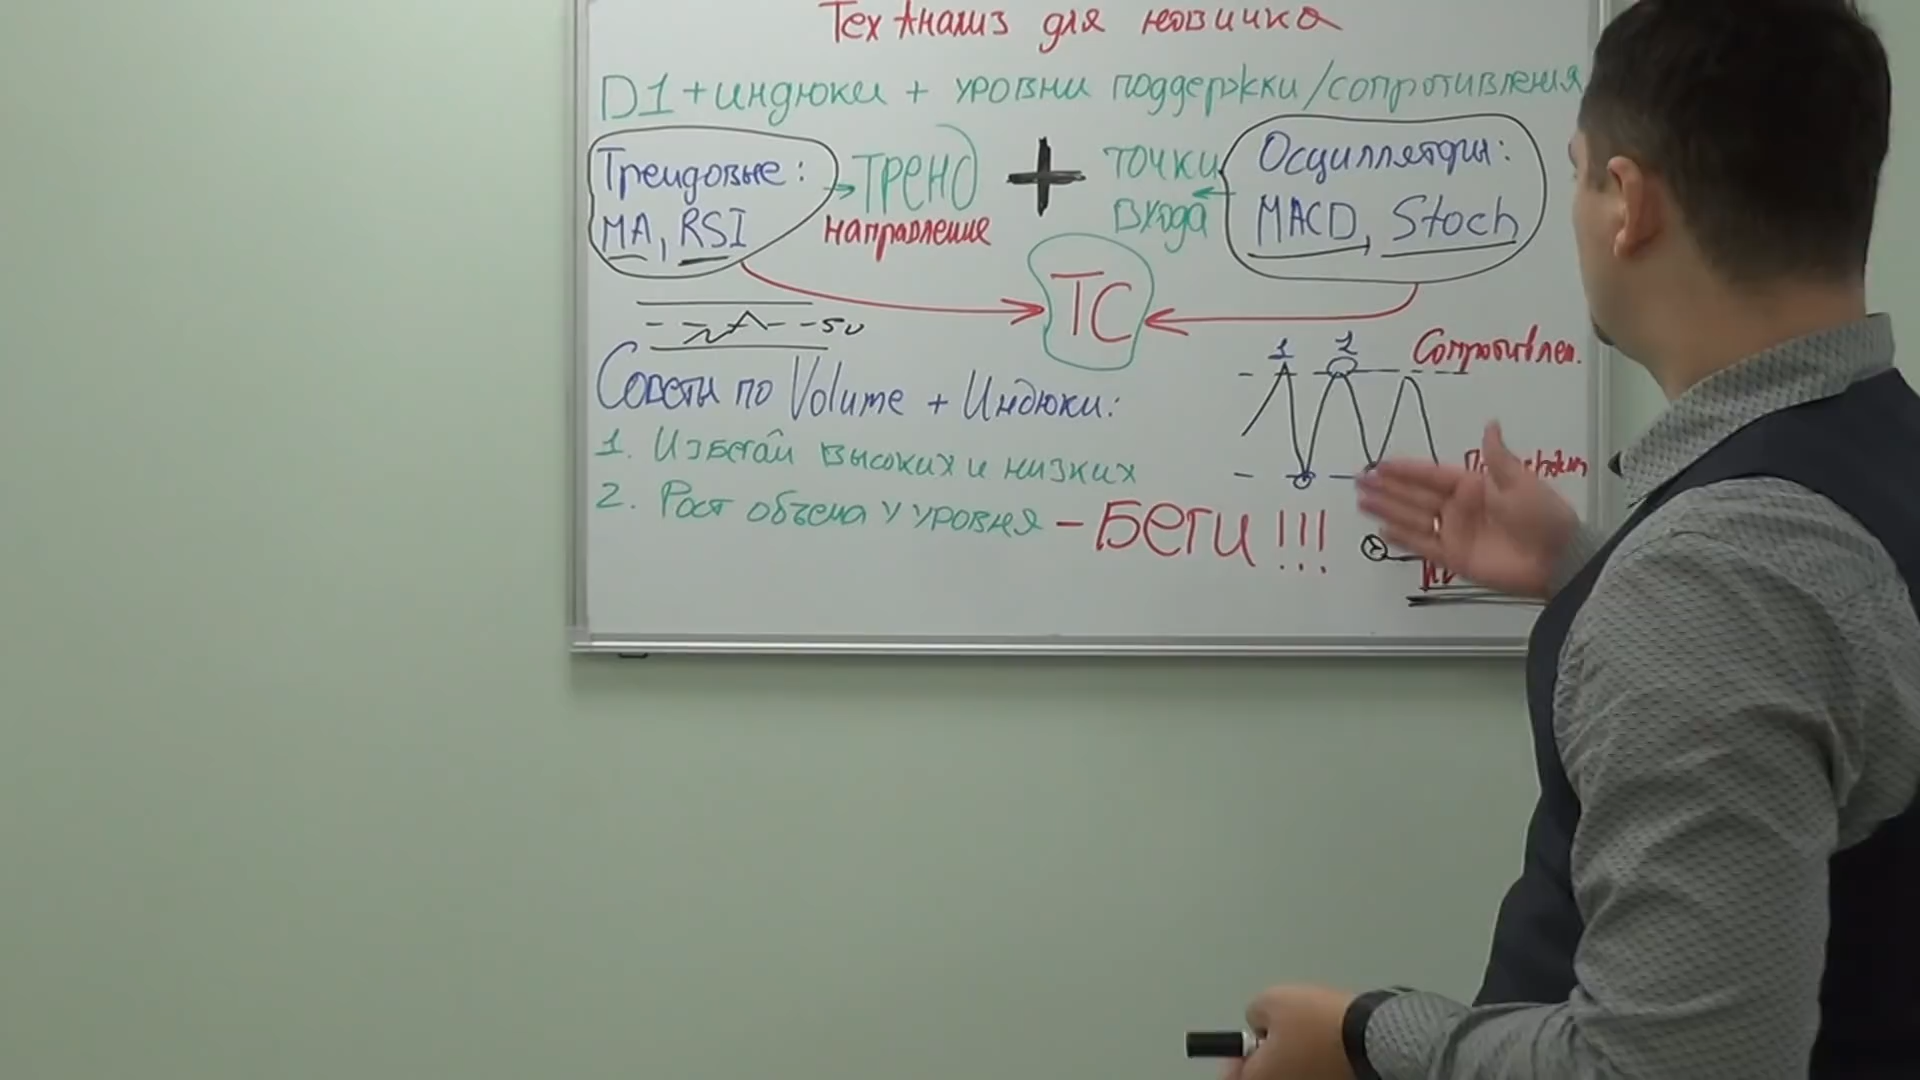 Тех Анализ для новичка
D1 + индюки + уровни поддержки/сопротивления
Трендовые:
MA, RSI
ТРЕНД
направление
+
точки
входа
Осцилляторы:
MACD, Stoch
ТС
50
1 2 Сопротивлен.
Советы по Volume + Индюки:
1. Избегай высоких и низких
2. Рост объема у уровня – Беги!!!